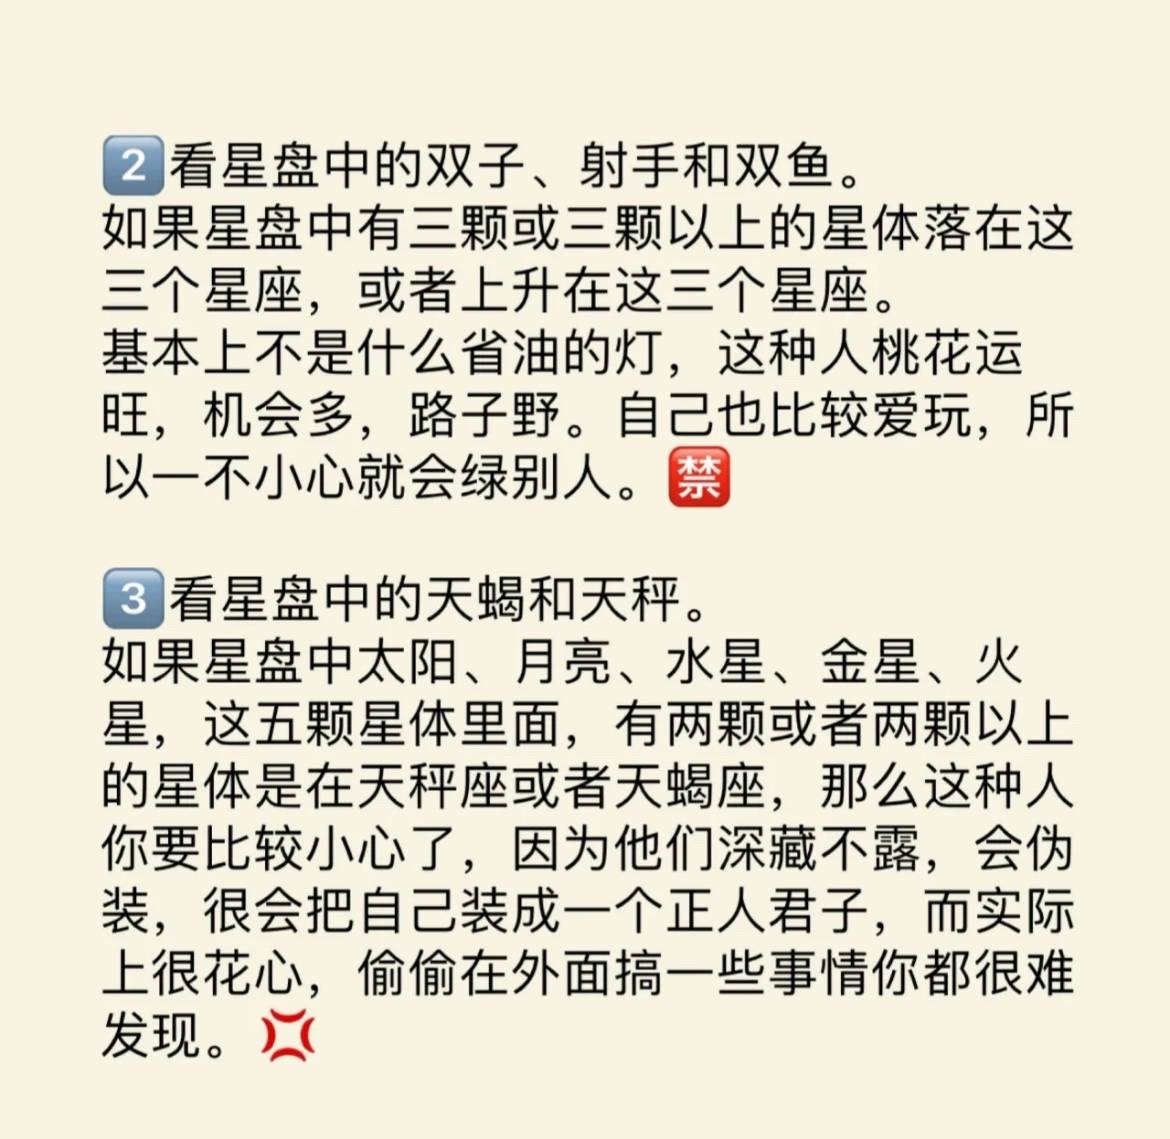 2️⃣看星盘中的双子、射手和双鱼。
如果星盘中有三颗或三颗以上的星体落在这
三个星座，或者上升在这三个星座。
基本上不是什么省油的灯，这种人桃花运
旺，机会多，路子野。自己也比较爱玩，所
以一不小心就会绿别人。🈲
3️⃣看星盘中的天蝎和天秤。
如果星盘中太阳、月亮、水星、金星、火
星，这五颗星体里面，有两颗或者两颗以上
的星体是在天秤座或者天蝎座，那么这种人
你要比较小心了，因为他们深藏不露，会伪
装，很会把自己装成一个正人君子，而实际
上很花心，偷偷在外面搞一些事情你都很难
发现。💢